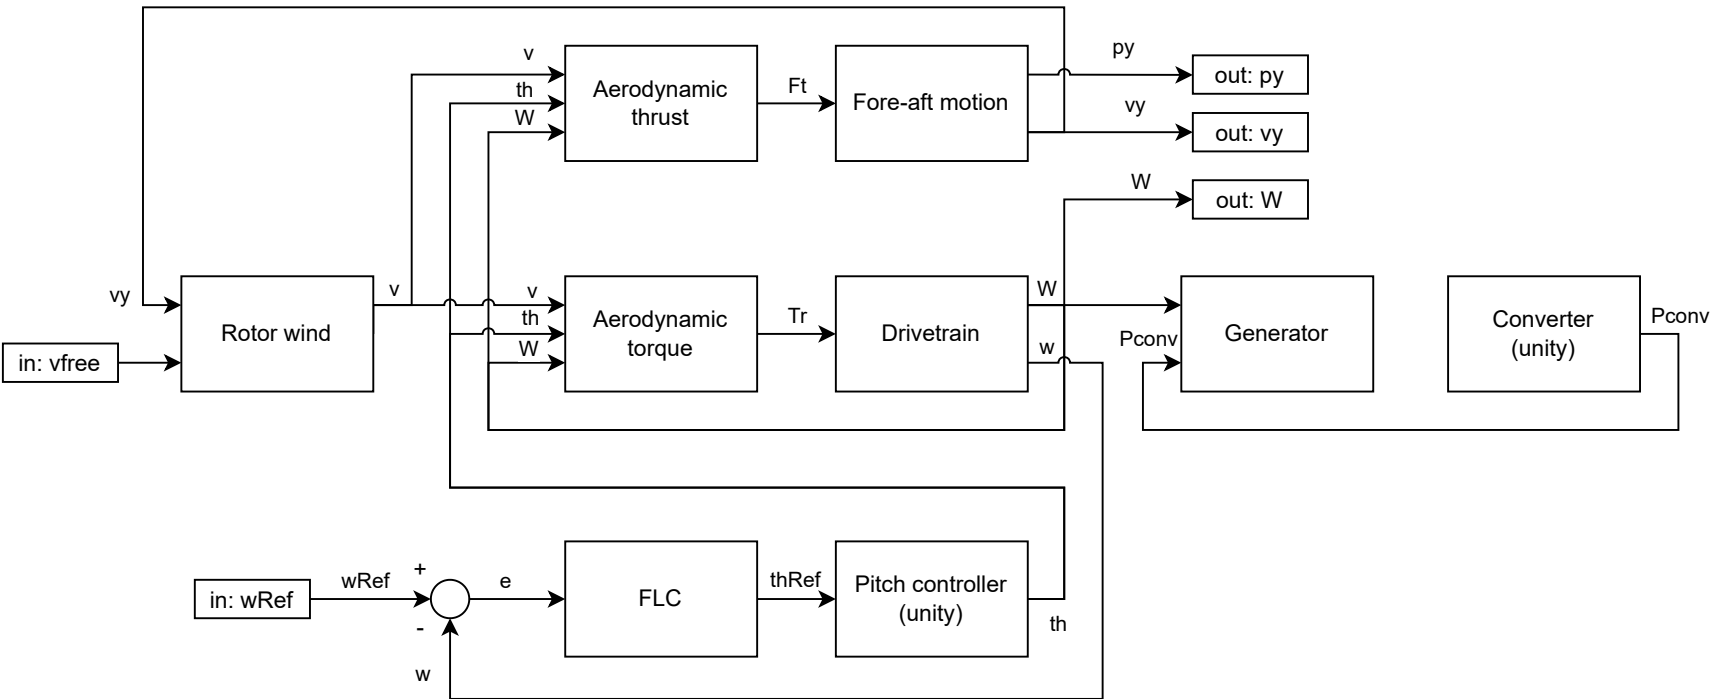 py
v
out: py
th
Aerodynamic
thrust
Ft
Fore-aft motion
W
vy
out: vy
W
out: W
vy
v
v
W
th
Aerodynamic
torque
Tr
Rotor wind
Drivetrain
Generator
Converter
(unity)
Pconv
W
w
Pconv
in: vfree
+
wRef
e
thRef
Pitch controller
(unity)
in: wRef
FLC
-
th
w